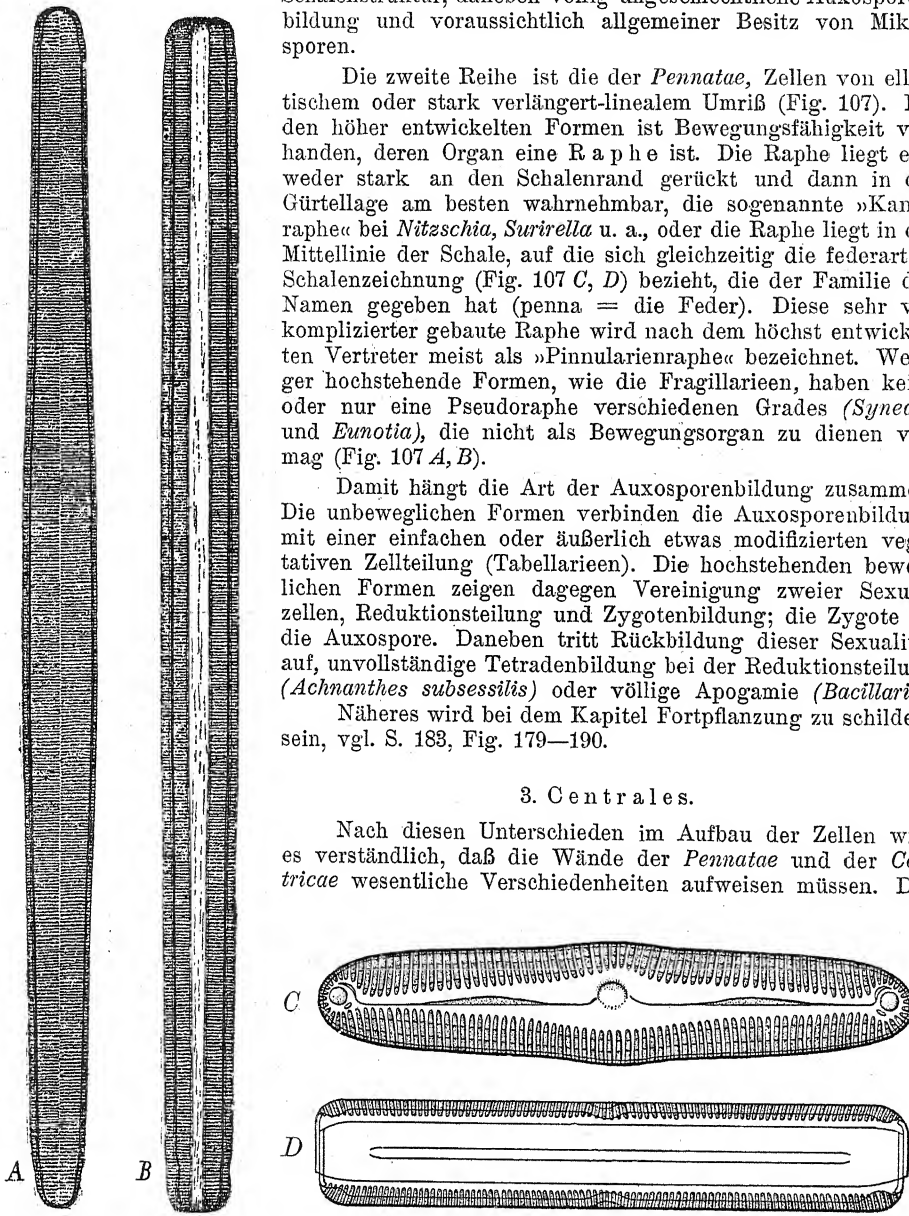 bildung und voraussichtlich allgemeiner Besitz von Mik
sporen.
Die zweite Reihe ist die der Pennatae, Zellen von ell
tischem oder stark verlängert-linealem Umriß (Fig. 107).
den höher entwickelten Formen ist Bewegungsfähigkeit v
handen, deren Organ eine Raphe ist. Die Raphe liegt e
weder stark an den Schalenrand gerückt und dann in
Gürtellage am besten wahrnehmbar, die sogenannte »Kan
raphe« bei Nitzschia, Surirella u. a., oder die Raphe liegt in
Mittellinie der Schale, auf die sich gleichzeitig die federart
Schalenzeichnung (Fig. 107 C, D) bezieht, die der Familie
Namen gegeben hat (penna = die Feder). Diese sehr v
komplizierter gebaute Raphe wird nach dem höchst entwick
ten Vertreter meist als »Pinnularienraphe« bezeichnet. We
ger hochstehende Formen, wie die Fragillarieen, haben kei
oder nur eine Pseudoraphe verschiedenen Grades (Syned
und Eunotia), die nicht als Bewegungsorgan zu dienen v
mag (Fig. 107 A, B).
Damit hängt die Art der Auxosporenbildung zusamme
Die unbeweglichen Formen verbinden die Auxosporenbildu
mit einer einfachen oder äußerlich etwas modifizierten veg
tativen Zellteilung (Tabellarieen). Die hochstehenden bewe
lichen Formen zeigen dagegen Vereinigung zweier Sexu
zellen, Reduktionsteilung und Zygotenbildung; die Zygote
die Auxospore. Daneben tritt Rückbildung dieser Sexuali
auf, unvollständige Tetradenbildung bei der Reduktionsteilu
(Achnanthes subsessilis) oder völlige Apogamie (Bacillari
Näheres wird bei dem Kapitel Fortpflanzung zu schilde
sein, vgl. S. 183, Fig. 179—190.
3. Centrales.
Nach diesen Unterschieden im Aufbau der Zellen w
es verständlich, daß die Wände der Pennatae und der Ce
tricae wesentliche Verschiedenheiten aufweisen müssen. D
C
D
A
B